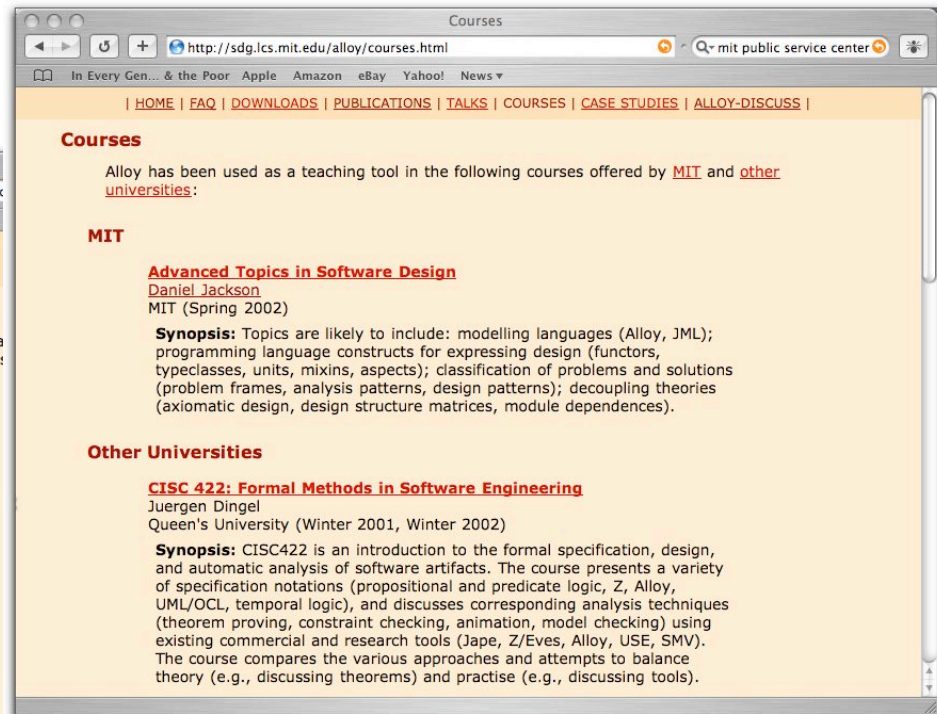 Courses
http://sdg.lcs.mit.edu/alloy/courses.html
mit public service center
In Every Gen... & the Poor Apple Amazon eBay Yahoo! News ▾
| HOME | FAQ | DOWNLOADS | PUBLICATIONS | TALKS | COURSES | CASE STUDIES | ALLOY-DISCUSS |
Courses
Alloy has been used as a teaching tool in the following courses offered by MIT and other
universities:
MIT
Advanced Topics in Software Design
Daniel Jackson
MIT (Spring 2002)
Synopsis: Topics are likely to include: modelling languages (Alloy, JML);
programming language constructs for expressing design (functors,
typeclasses, units, mixins, aspects); classification of problems and solutions
(problem frames, analysis patterns, design patterns); decoupling theories
(axiomatic design, design structure matrices, module dependences).
Other Universities
CISC 422: Formal Methods in Software Engineering
Juergen Dingel
Queen's University (Winter 2001, Winter 2002)
Synopsis: CISC422 is an introduction to the formal specification, design,
and automatic analysis of software artifacts. The course presents a variety
of specification notations (propositional and predicate logic, Z, Alloy,
UML/OCL, temporal logic), and discusses corresponding analysis techniques
(theorem proving, constraint checking, animation, model checking) using
existing commercial and research tools (Jape, Z/Eves, Alloy, USE, SMV).
The course compares the various approaches and attempts to balance
theory (e.g., discussing theorems) and practise (e.g., discussing tools).